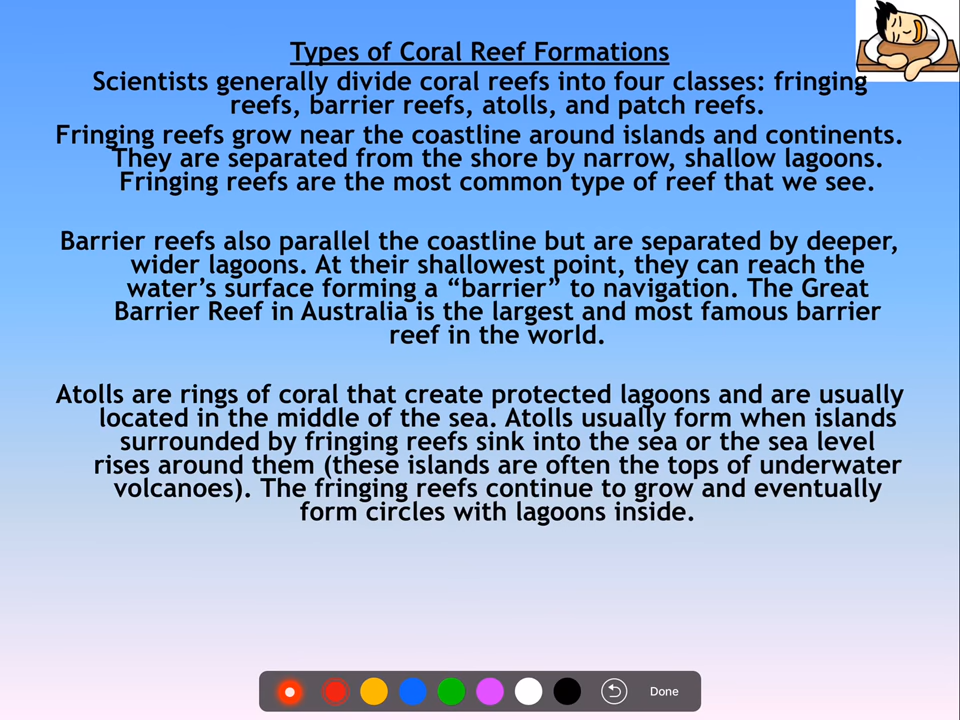 Types of Coral Reef Formations
Scientists generally divide coral reefs into four classes: fringing
reefs, barrier reefs, atolls, and patch reefs.
Fringing reefs grow near the coastline around islands and continents.
They are separated from the shore by narrow, shallow lagoons.
Fringing reefs are the most common type of reef that we see.
Barrier reefs also parallel the coastline but are separated by deeper,
wider lagoons. At their shallowest point, they can reach the
water’s surface forming a “barrier” to navigation. The Great
Barrier Reef in Australia is the largest and most famous barrier
reef in the world.
Atolls are rings of coral that create protected lagoons and are usually
located in the middle of the sea. Atolls usually form when islands
surrounded by fringing reefs sink into the sea or the sea level
rises around them (these islands are often the tops of underwater
volcanoes). The fringing reefs continue to grow and eventually
form circles with lagoons inside.
Done